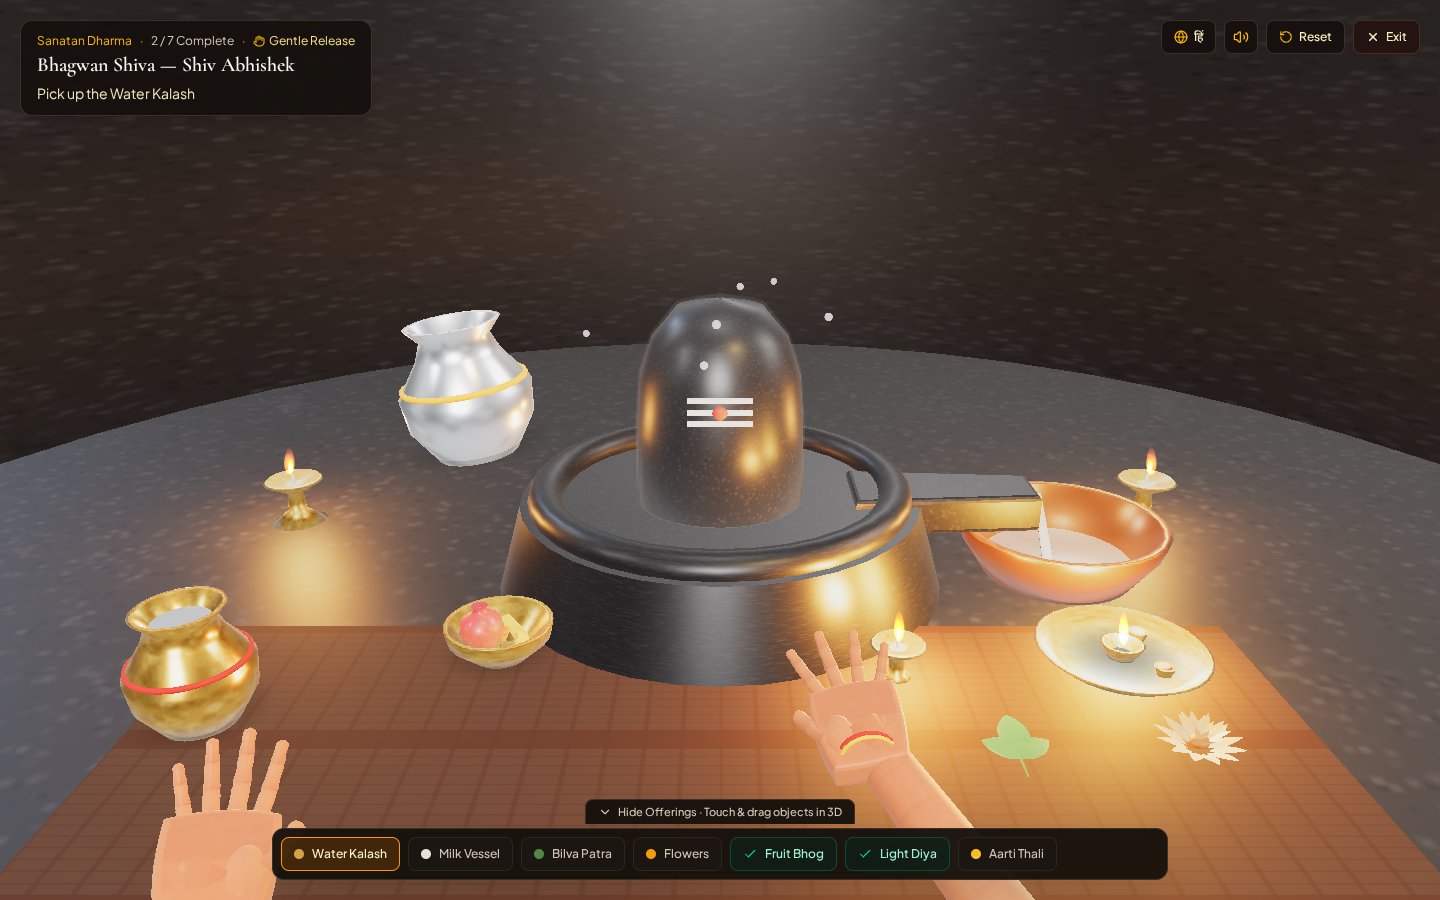 Sanatan Dharma · 2 / 7 Complete · Gentle Release
Bhagwan Shiva — Shiv Abhishek
Pick up the Water Kalash
हिं
Reset
Exit
Hide Offerings · Touch & drag objects in 3D
Water Kalash
Milk Vessel
Bilva Patra
Flowers
Fruit Bhog
Light Diya
Aarti Thali